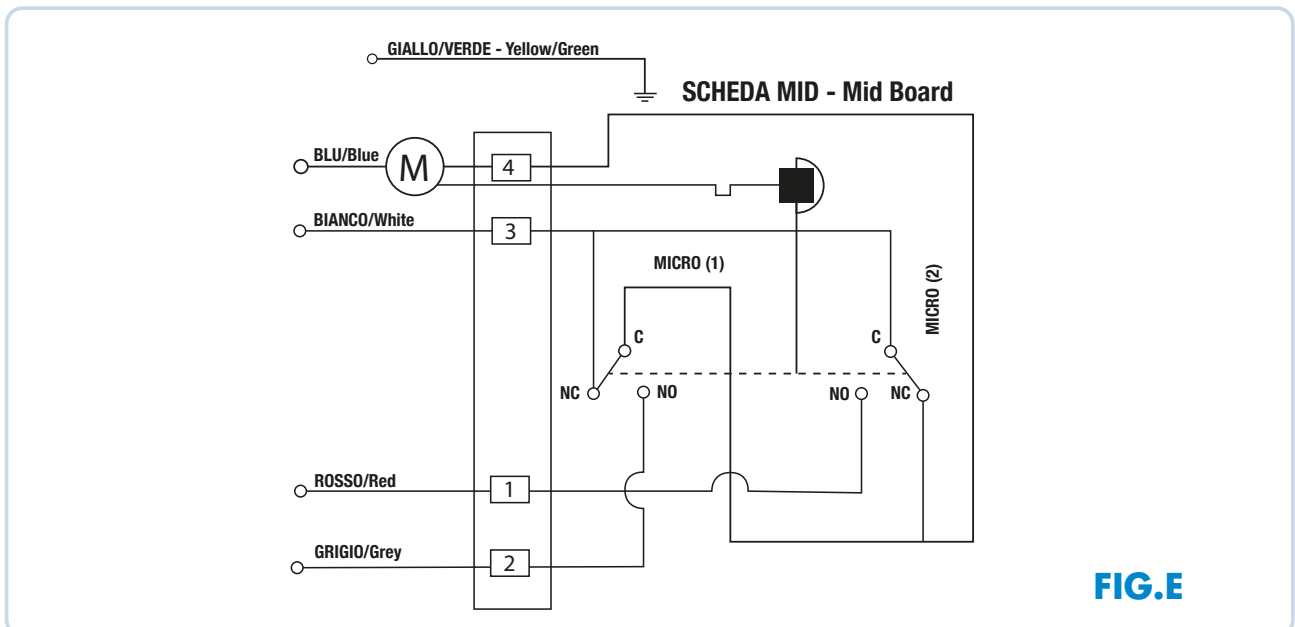 GIALLO/VERDE - Yellow/Green
SCHEDA MID - Mid Board
BLU/Blue
M
4
BIANCO/White
3
MICRO (1)
MICRO (2)
C
C
NC
NO
NO
NC
ROSSO/Red
1
GRIGIO/Grey
2
FIG.E